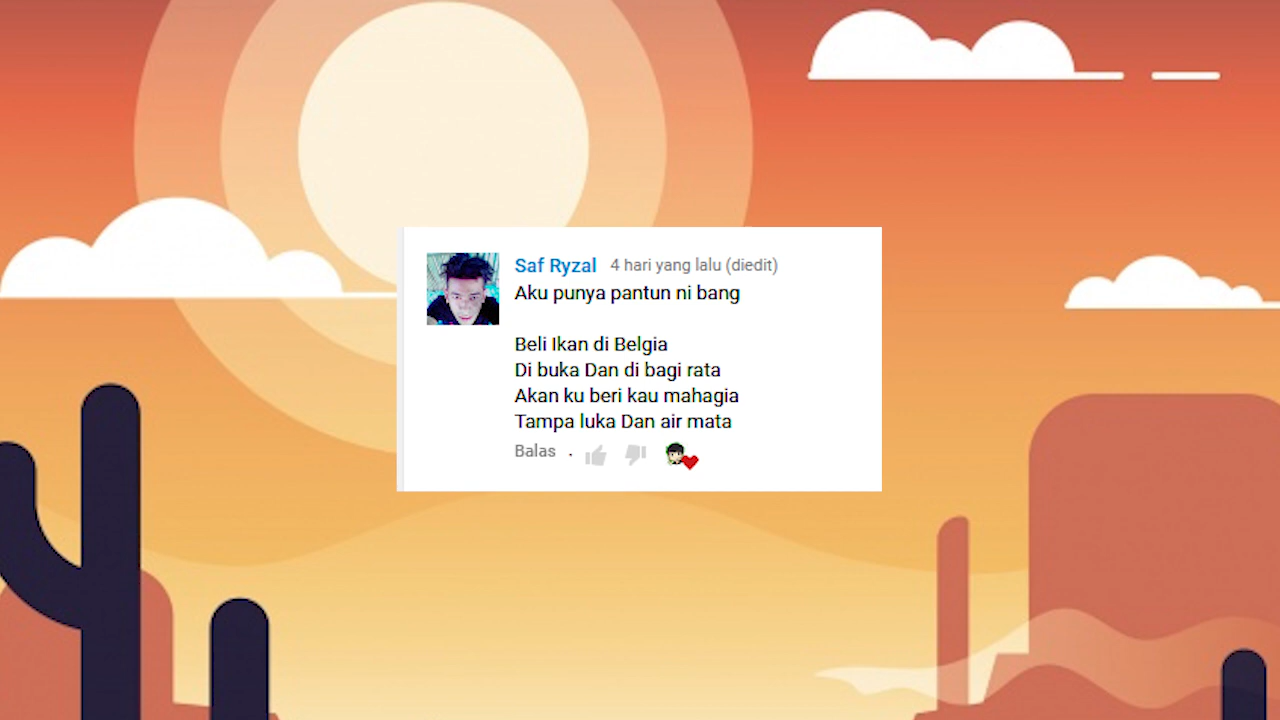 Saf Ryzal 4 hari yang lalu (diedit)
Aku punya pantun ni bang
Beli Ikan di Belgia
Di buka Dan di bagi rata
Akan ku beri kau mahagia
Tampa luka Dan air mata
Balas .